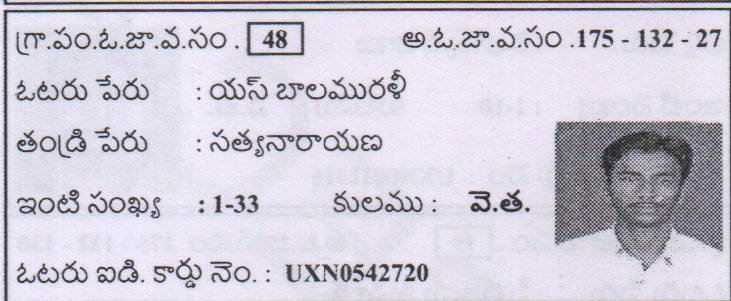 గ్రా.పం.ఓ.జా.వ.సం . 48 అ.ఓ.జా.వ.సం .175 - 132 - 27
ఓటరు పేరు : యస్ బాలమురళీ
తండ్రి పేరు : సత్యనారాయణ
ఇంటి సంఖ్య : 1-33 కులము : వె.త.
ఓటరు ఐడి. కార్డు నెం. : UXN0542720